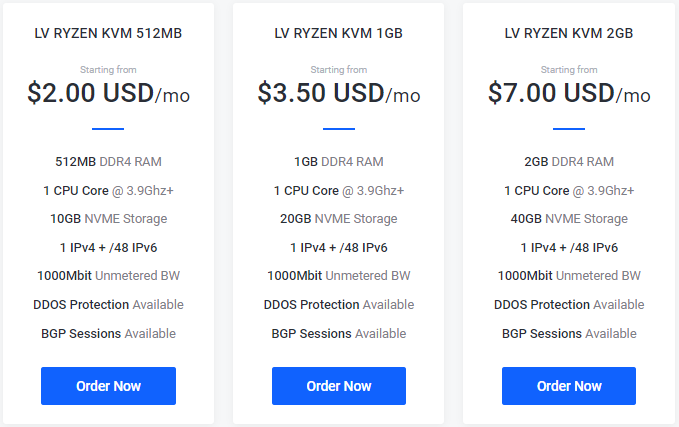 LV RYZEN KVM 512MB
Starting from
$2.00 USD/mo
512MB DDR4 RAM
1 CPU Core @ 3.9Ghz+
10GB NVME Storage
1 IPv4 + /48 IPv6
1000Mbit Unmetered BW
DDOS Protection Available
BGP Sessions Available
Order Now
LV RYZEN KVM 1GB
Starting from
$3.50 USD/mo
1GB DDR4 RAM
1 CPU Core @ 3.9Ghz+
20GB NVME Storage
1 IPv4 + /48 IPv6
1000Mbit Unmetered BW
DDOS Protection Available
BGP Sessions Available
Order Now
LV RYZEN KVM 2GB
Starting from
$7.00 USD/mo
2GB DDR4 RAM
1 CPU Core @ 3.9Ghz+
40GB NVME Storage
1 IPv4 + /48 IPv6
1000Mbit Unmetered BW
DDOS Protection Available
BGP Sessions Available
Order Now